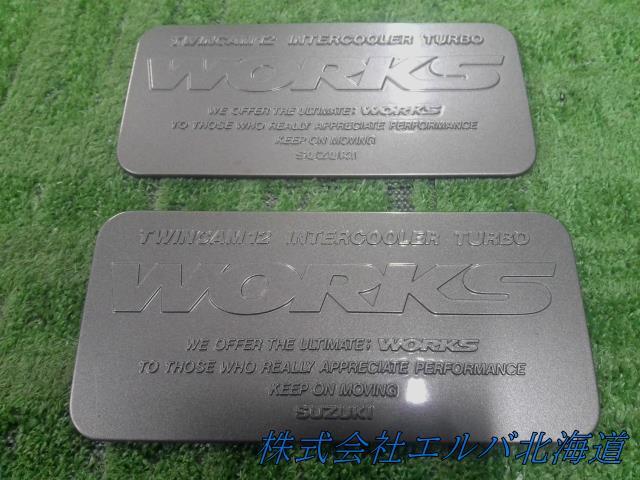 TWINCAM12 INTERCOOLER TURBO
WORKS
WE OFFER THE ULTIMATE; WORKS
TO THOSE WHO REALLY APPRECIATE PERFORMANCE
KEEP ON MOVING
SUZUKI
TWINCAM12 INTERCOOLER TURBO
WORKS
WE OFFER THE ULTIMATE; WORKS
TO THOSE WHO REALLY APPRECIATE PERFORMANCE
KEEP ON MOVING
SUZUKI
株式会社エルバ北海道